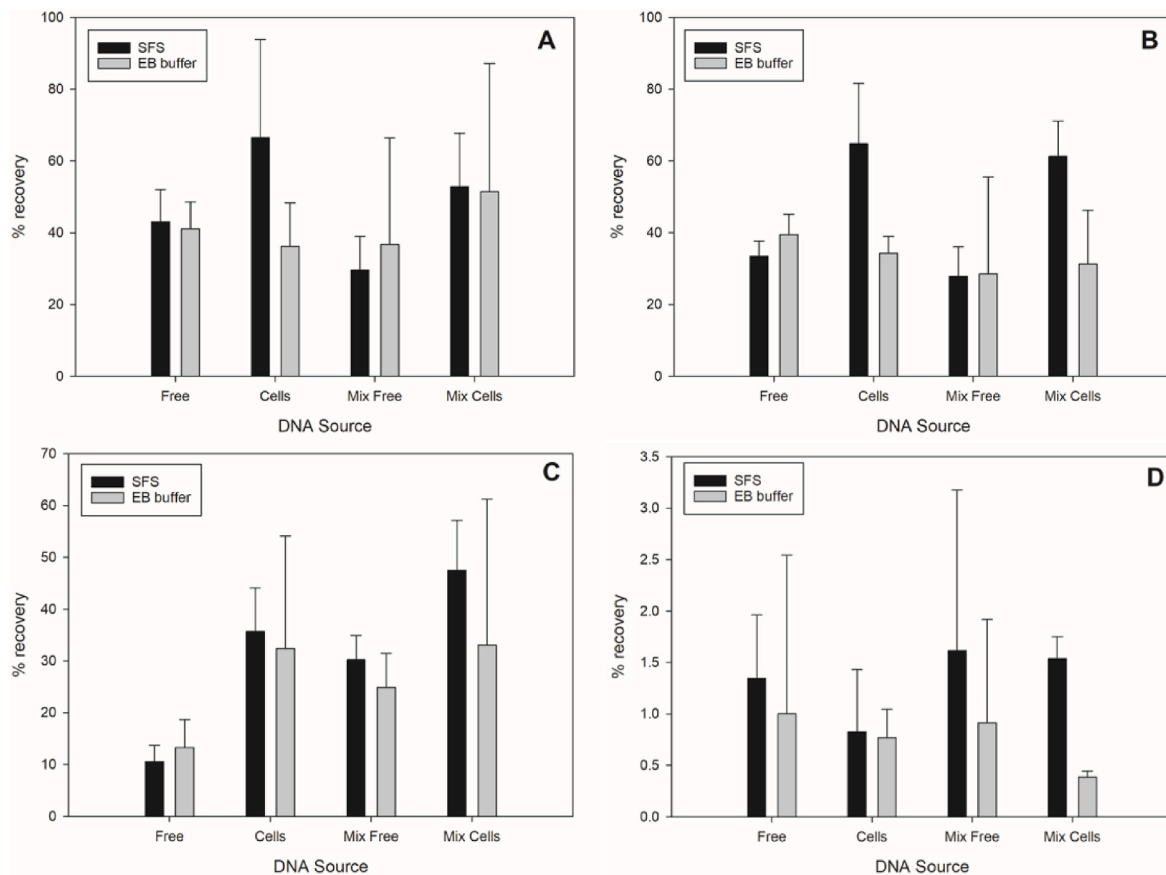 A
SFS
EB buffer
100
80
60
40
20
0
% recovery
Free Cells Mix Free Mix Cells
DNA Source
B
SFS
EB buffer
100
80
60
40
20
0
% recovery
Free Cells Mix Free Mix Cells
DNA Source
C
SFS
EB buffer
70
60
50
40
30
20
10
0
% recovery
Free Cells Mix Free Mix Cells
DNA Source
D
SFS
EB buffer
3.5
3.0
2.5
2.0
1.5
1.0
0.5
0.0
% recovery
Free Cells Mix Free Mix Cells
DNA Source